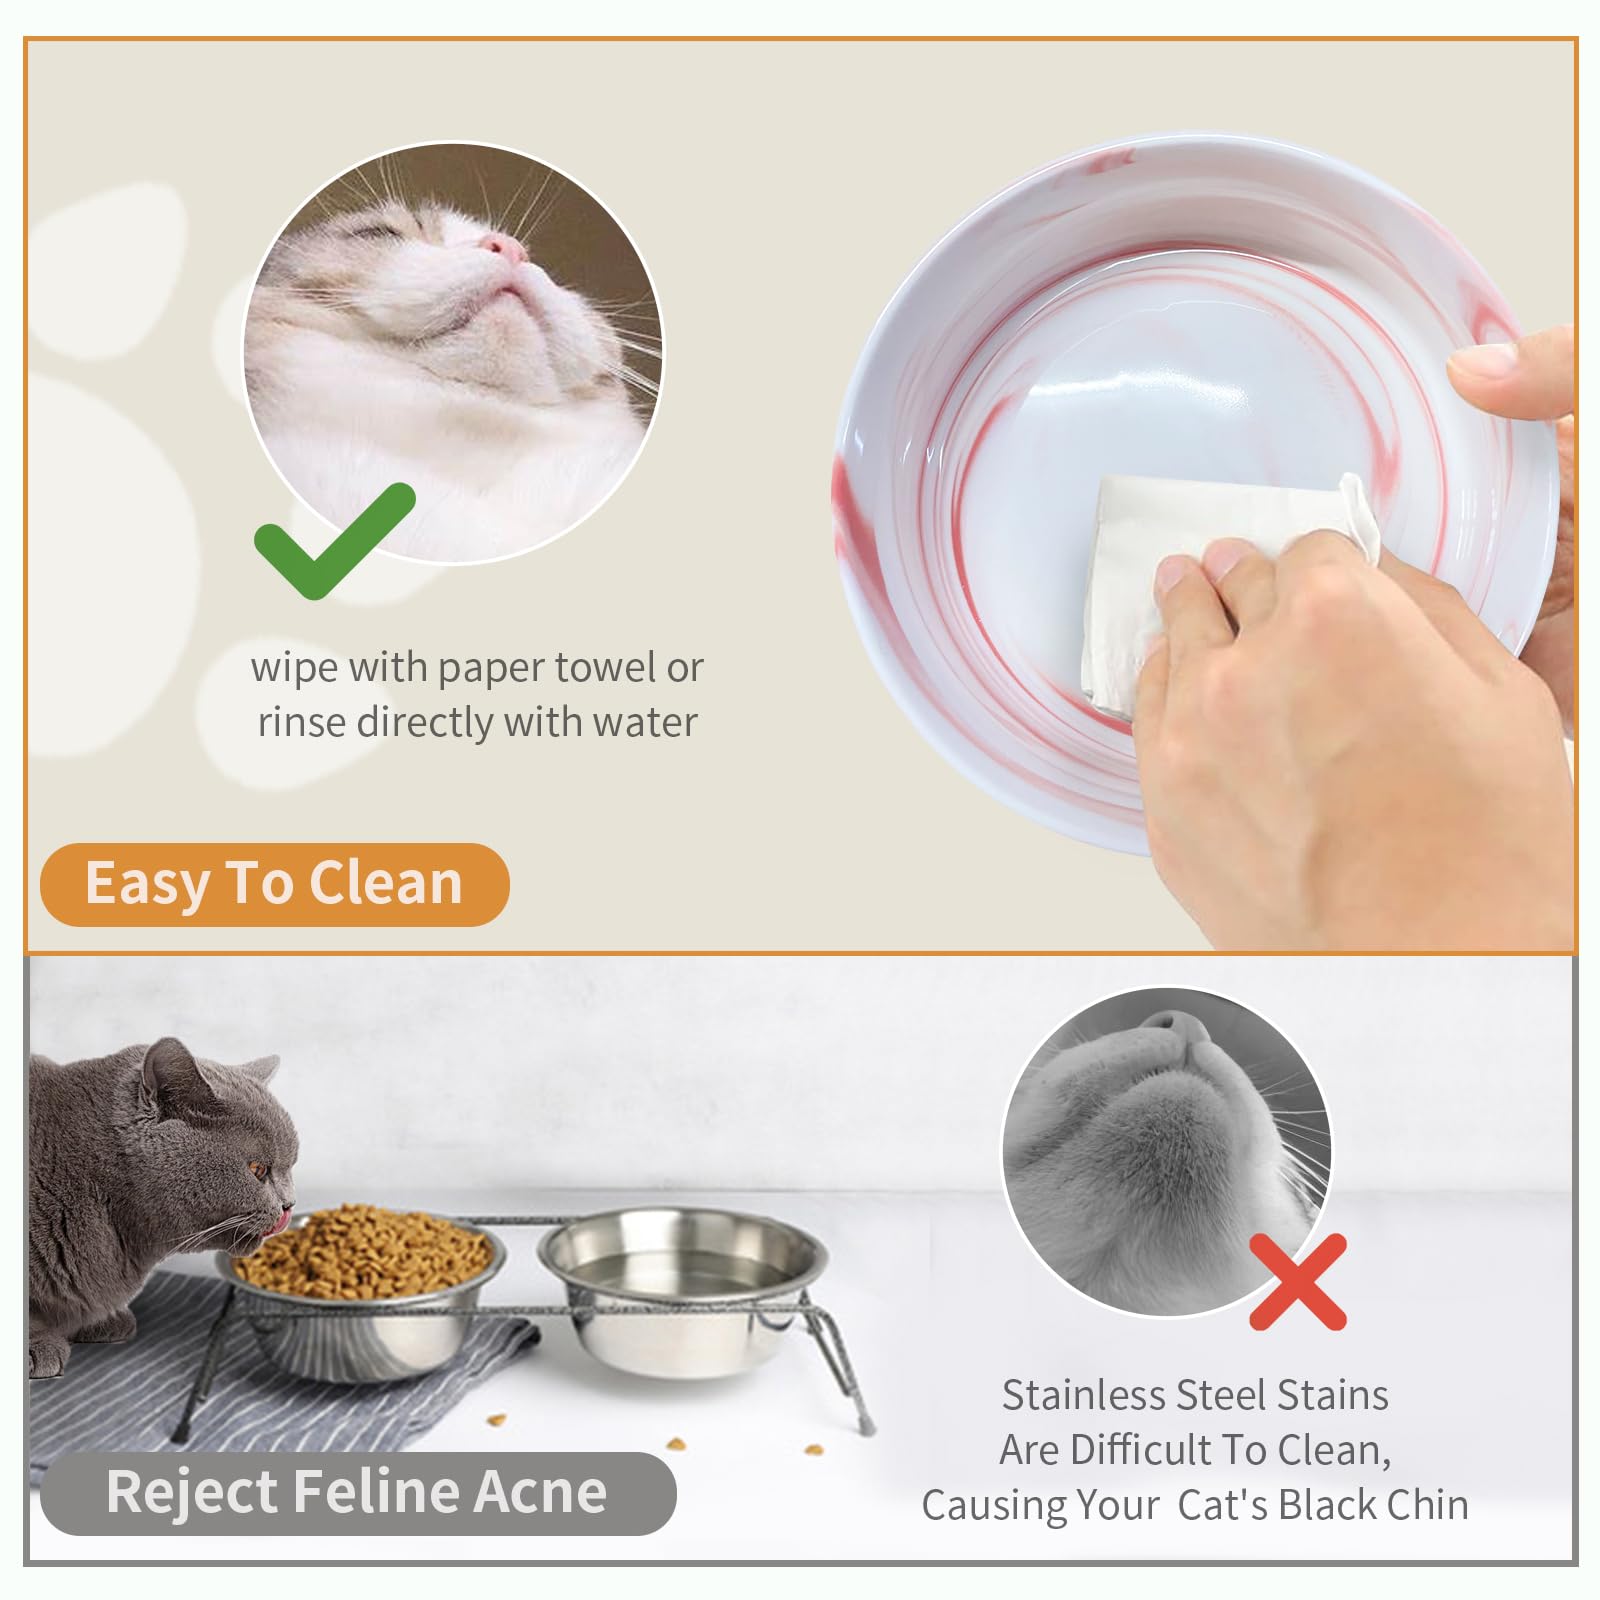 wipe with paper towel or
rinse directly with water
Easy To Clean
Stainless Steel Stains
Are Difficult To Clean,
Causing Your Cat's Black Chin
Reject Feline Acne